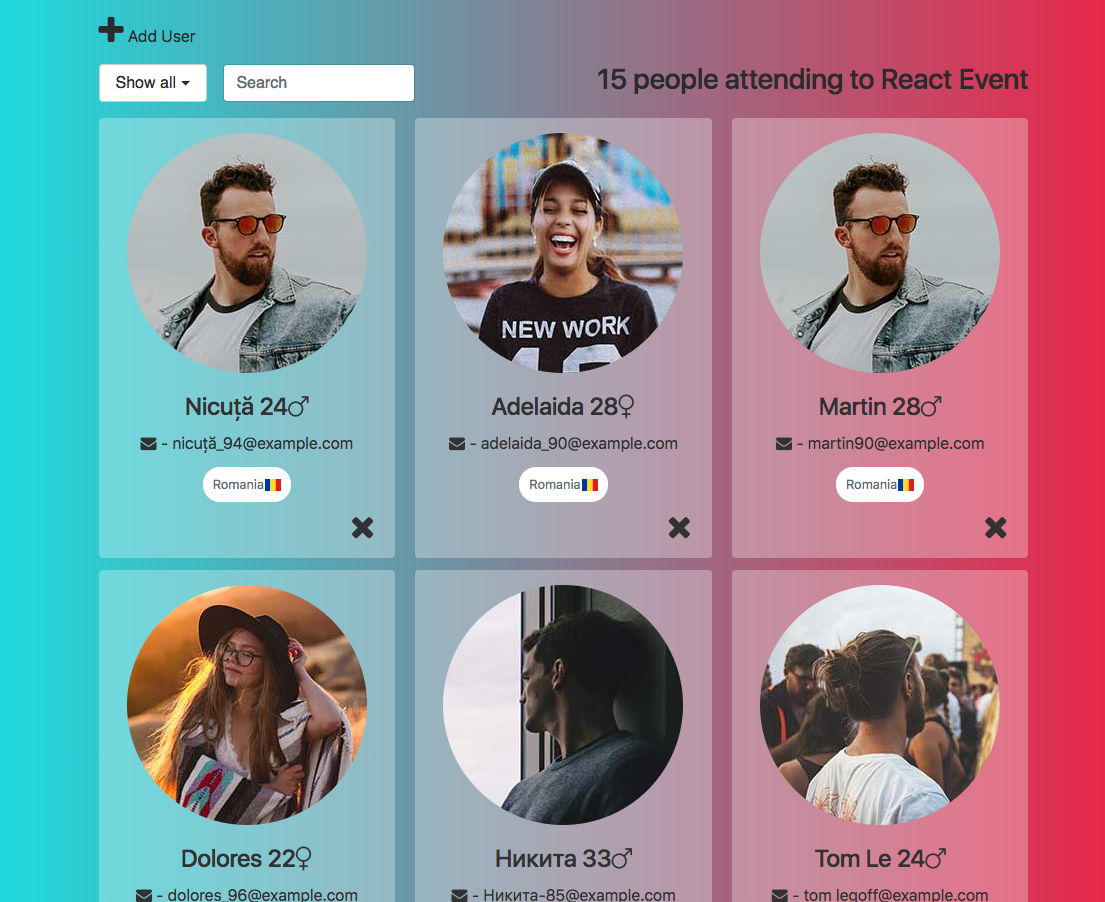 Add User
Show all
Search
15 people attending to React Event
NEW WORK
Nicuță 24♂
- nicuță_94@example.com
Romania
Adelaida 28♀
- adelaida_90@example.com
Romania
Martin 28♂
- martin90@example.com
Romania
Dolores 22♀
- dolores_96@example.com
Никита 33♂
- Никита-85@example.com
Tom Le 24♂
- tom_legoff@example.com